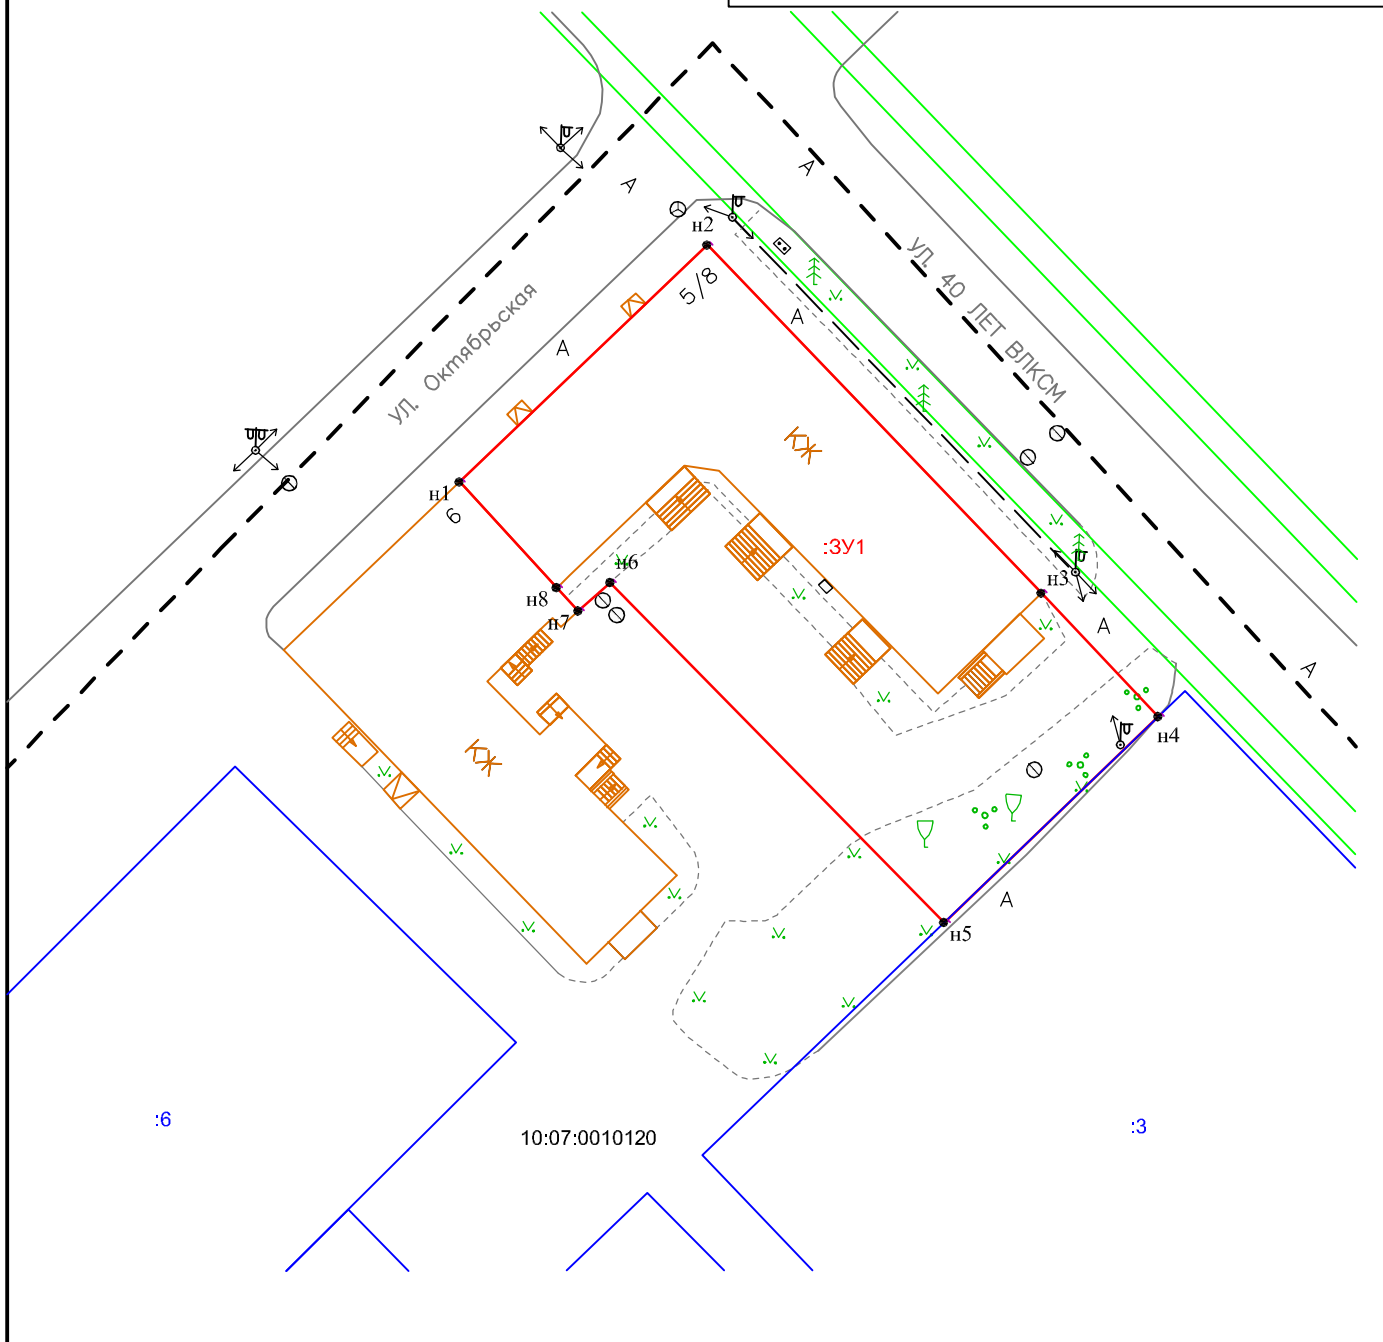 А
А
н2
5/8
УЛ. 40 ЛЕТ ВЛКСМ
УЛ. Октябрьская
А
А
КЖ
н1
6
:ЗУ1
н6
н3
н8
н7
А
А
н4
КЖ
А
н5
:6
10:07:0010120
:3